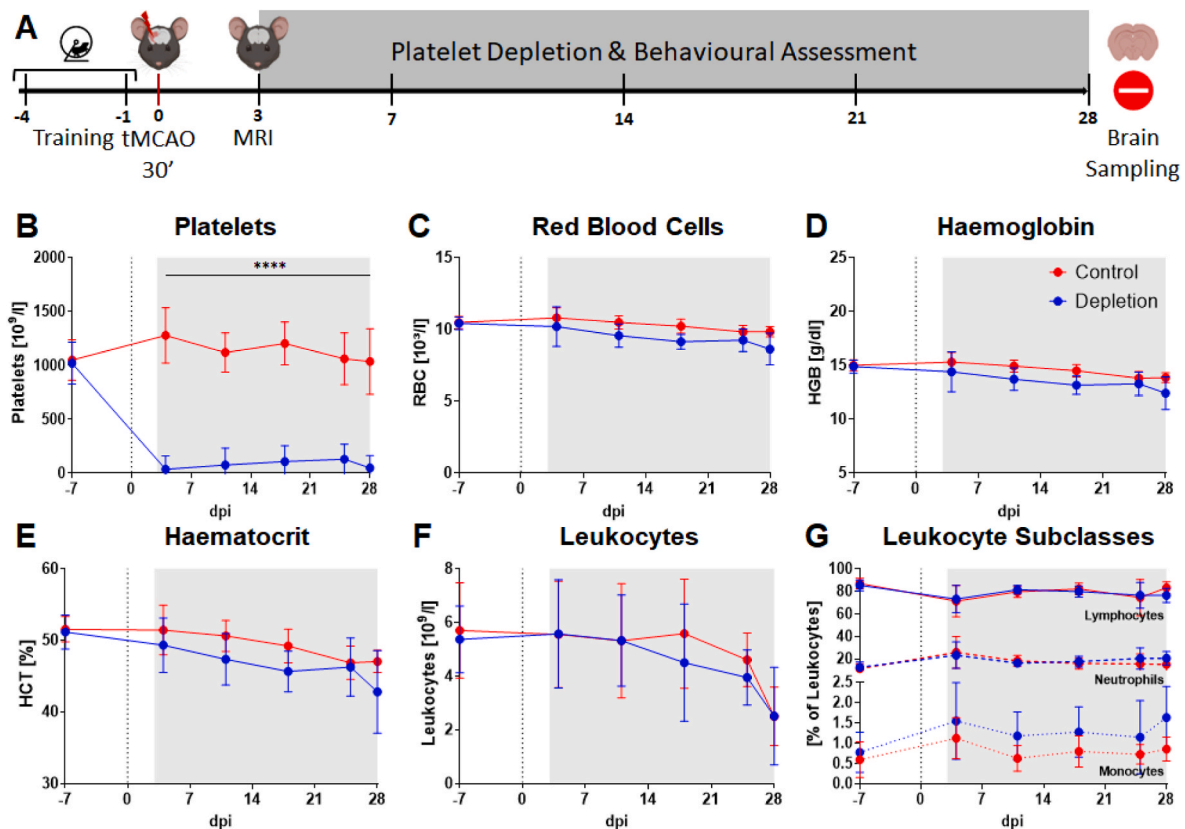 A
Platelet Depletion & Behavioural Assessment
-4 -1 0 3 7 14 21 28
Training tMCAO MRI Brain
30’ Sampling
B Platelets
Platelets [10⁹/l]
2000
1500
1000
500
0
****
-7 0 7 14 21 28
dpi
C Red Blood Cells
RBC [10³/l]
15
10
5
0
-7 0 7 14 21 28
dpi
D Haemoglobin
HGB [g/dl]
25
20
15
10
5
Control
Depletion
-7 0 7 14 21 28
dpi
E Haematocrit
HCT [%]
60
50
40
30
-7 0 7 14 21 28
dpi
F Leukocytes
Leukocytes [10⁹/l]
8
6
4
2
0
-7 0 7 14 21 28
dpi
G Leukocyte Subclasses
[% of Leukocytes]
100
80
60
40
20
2.5
2.0
1.5
1.0
0.5
0.0
Lymphocytes
Neutrophils
Monocytes
-7 0 7 14 21 28
dpi